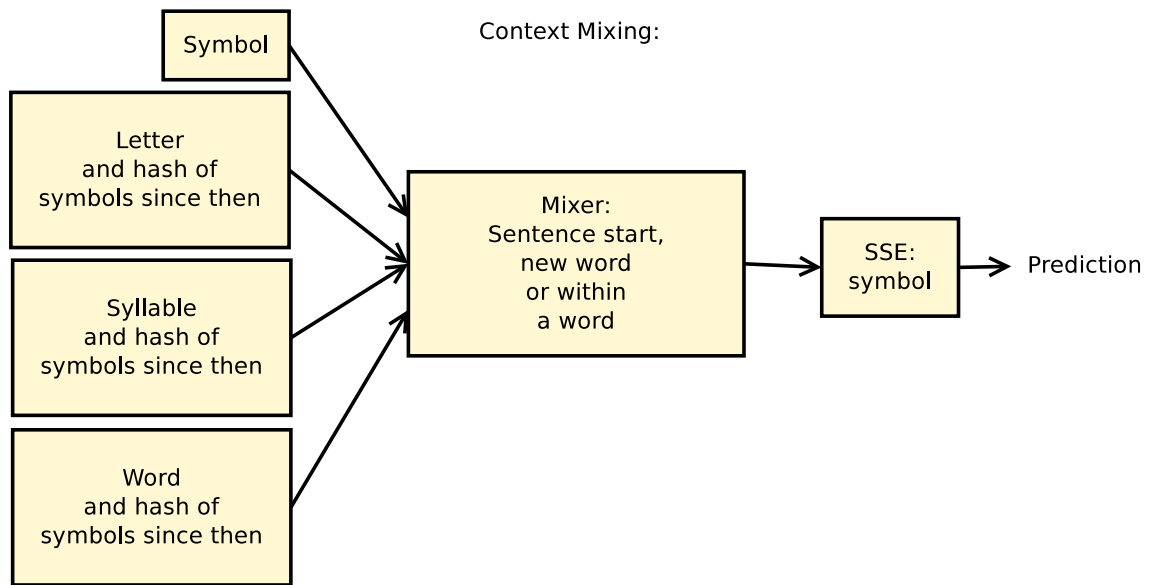 Context Mixing:
Symbol
Letter
and hash of
symbols since then
Syllable
and hash of
symbols since then
Word
and hash of
symbols since then
Mixer:
Sentence start,
new word
or within
a word
SSE:
symbol
Prediction